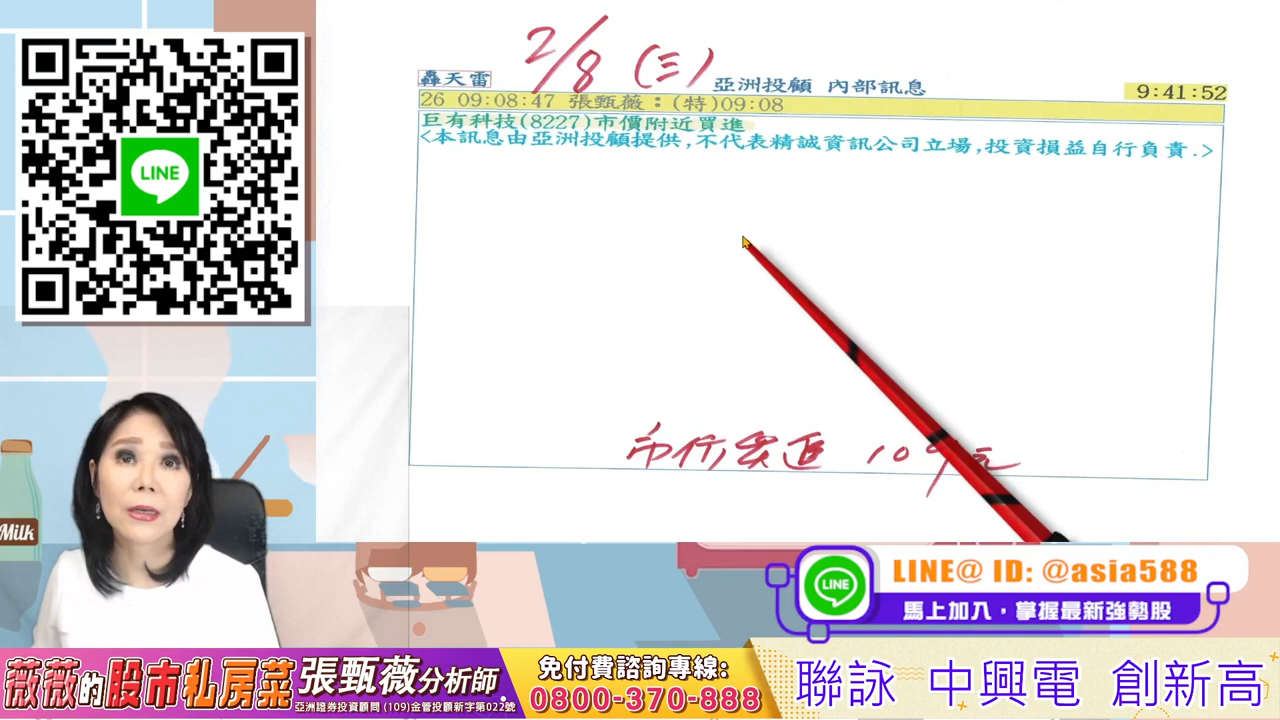 2/8 (三)
轟天雷
亞洲投顧 內部訊息
9:41:52
26 09:08:47 張甄薇:(特)09:08
巨有科技(8227)市價附近買進
<本訊息由亞洲投顧提供,不代表精誠資訊公司立場,投資損益自行負責.>
LINE
Milk
LINE
LINE@ ID: @asia588
馬上加入,掌握最新強勢股
薇薇的股市私房菜
張甄薇分析師
亞洲證券投資顧問 (109)金管投顧新字第022號
免付費諮詢專線:
0800-370-888
聯詠 中興電 創新高